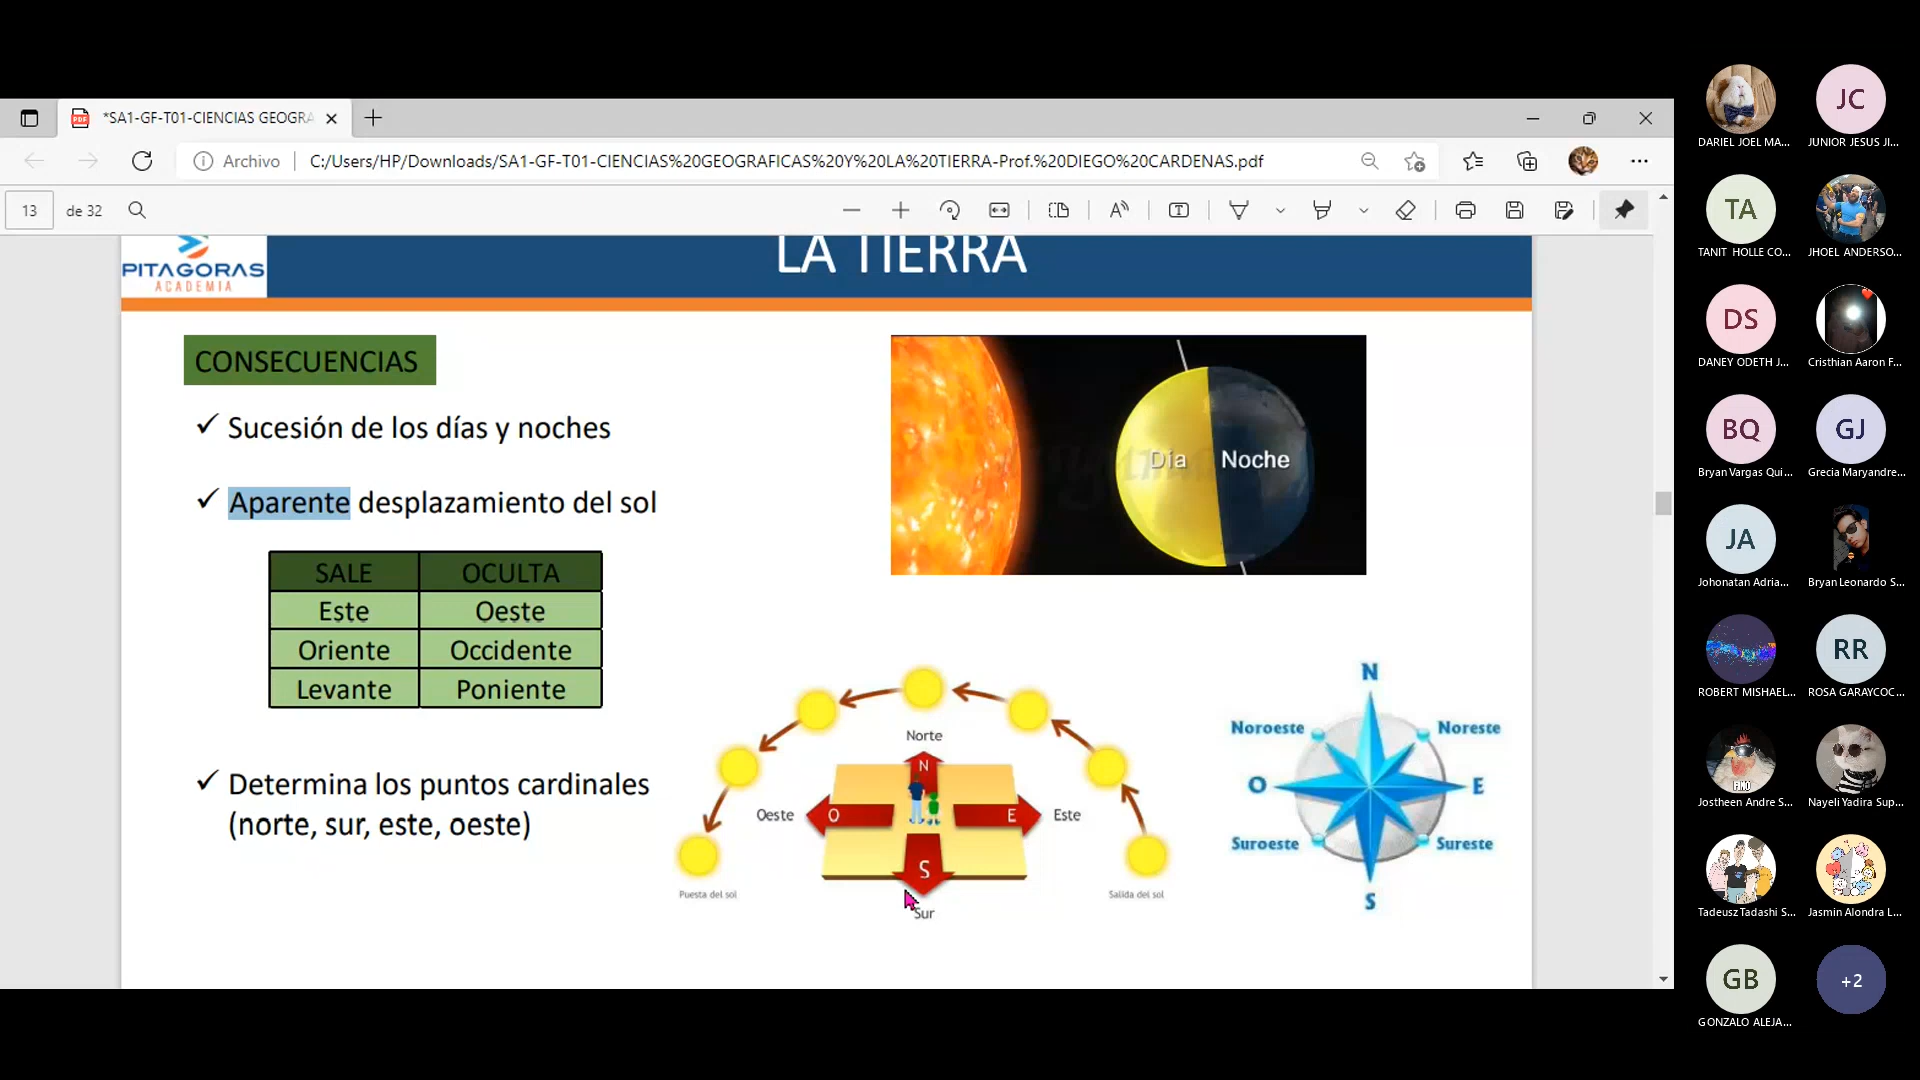 *SA1-GF-T01-CIENCIAS GEOGRA
Archivo
C:/Users/HP/Downloads/SA1-GF-T01-CIENCIAS%20GEOGRAFICAS%20Y%20LA%20TIERRA-Prof.%20DIEGO%20CARDENAS.pdf
13 de 32
PITAGORAS
ACADEMIA
LA TIERRA
CONSECUENCIAS
✓ Sucesión de los días y noches
✓ Aparente desplazamiento del sol
SALE OCULTA
Este Oeste
Oriente Occidente
Levante Poniente
✓ Determina los puntos cardinales
(norte, sur, este, oeste)
Día Noche
Norte
N
Oeste O E Este
S
Sur
Puesta del sol
Salida del sol
N
Noroeste Noreste
O E
Suroeste Sureste
S
JC
DARIEL JOEL MA... JUNIOR JESUS JI...
TA
TANIT HOLLE CO... JHOEL ANDERSO...
DS
DANEY ODETH J... Cristhian Aaron F...
BQ GJ
Bryan Vargas Qui... Grecia Maryandre...
JA
Johonatan Adria... Bryan Leonardo S...
RR
ROBERT MISHAEL... ROSA GARAYCOC...
FINO
Jostheen Andre S... Nayeli Yadira Sup...
Tadeusz Tadashi S... Jasmin Alondra L...
GB +2
GONZALO ALEJA...